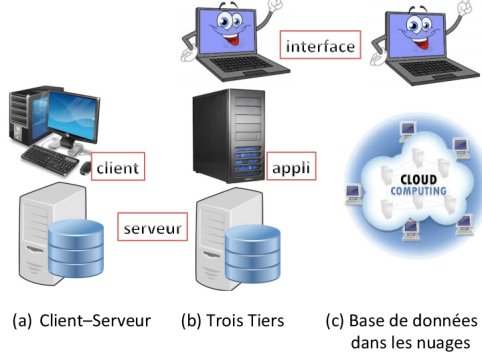 interface
client
appli
CLOUD
COMPUTING
serveur
(a) Client–Serveur
(b) Trois Tiers
(c) Base de données
dans les nuages